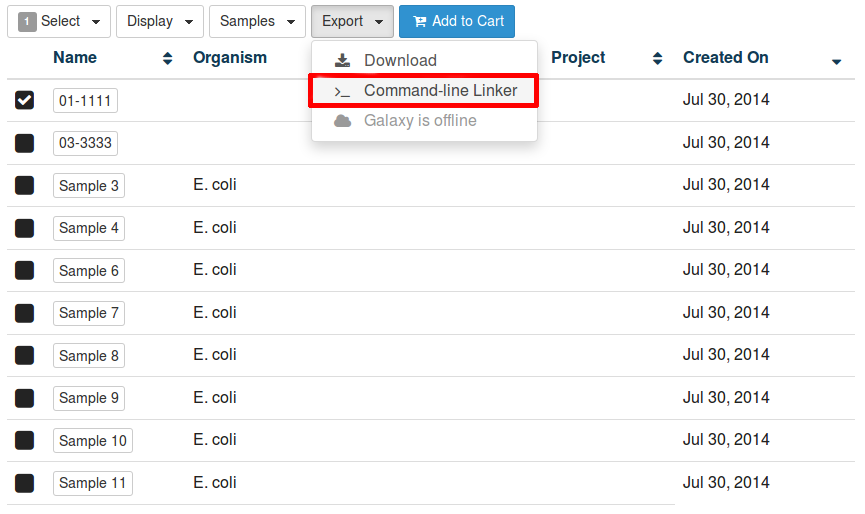 1 Select Display Samples Export Add to Cart
Name Organism Project Created On
Download
>_ Command-line Linker
Galaxy is offline
01-1111 Jul 30, 2014
03-3333 Jul 30, 2014
Sample 3 E. coli Jul 30, 2014
Sample 4 E. coli Jul 30, 2014
Sample 6 E. coli Jul 30, 2014
Sample 7 E. coli Jul 30, 2014
Sample 8 E. coli Jul 30, 2014
Sample 9 E. coli Jul 30, 2014
Sample 10 E. coli Jul 30, 2014
Sample 11 E. coli Jul 30, 2014